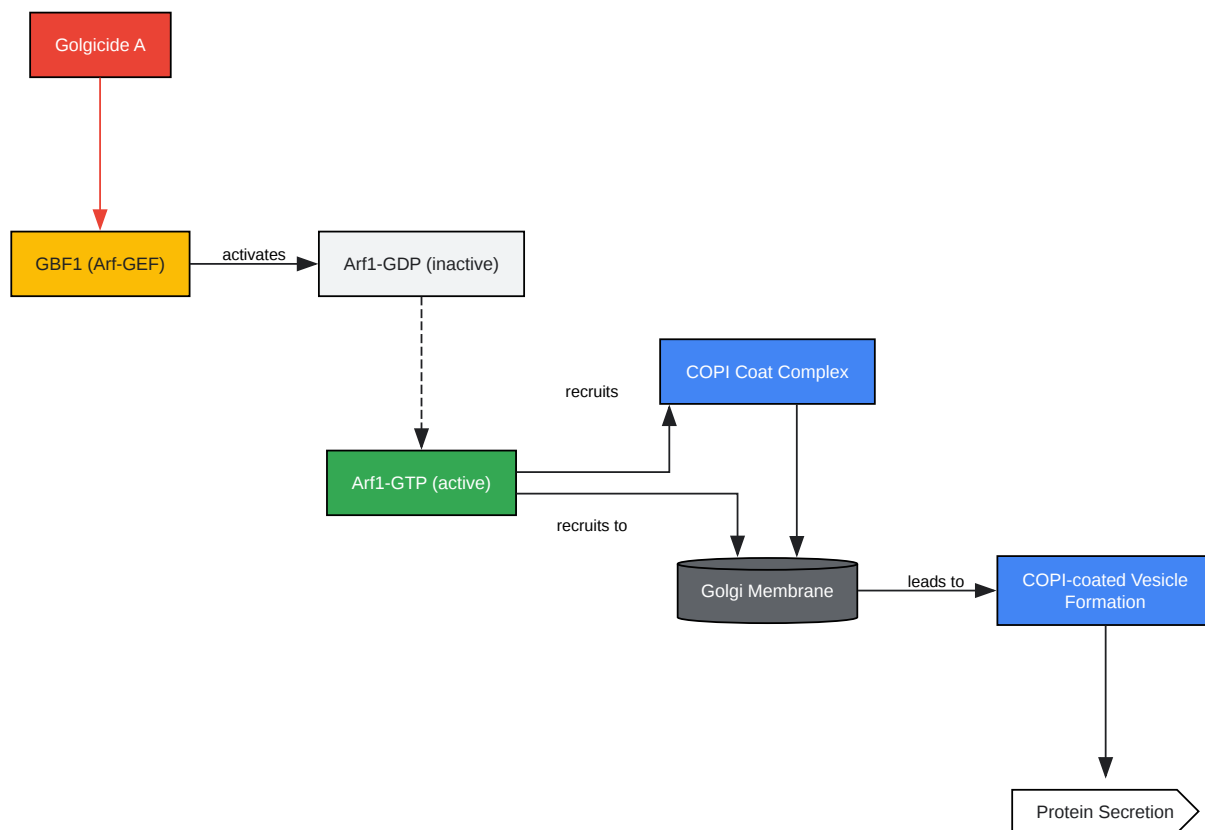 Golgicide A
GBF1 (Arf-GEF)
activates
Arf1-GDP (inactive)
recruits
COPI Coat Complex
Arf1-GTP (active)
recruits to
Golgi Membrane
leads to
COPI-coated Vesicle
Formation
Protein Secretion